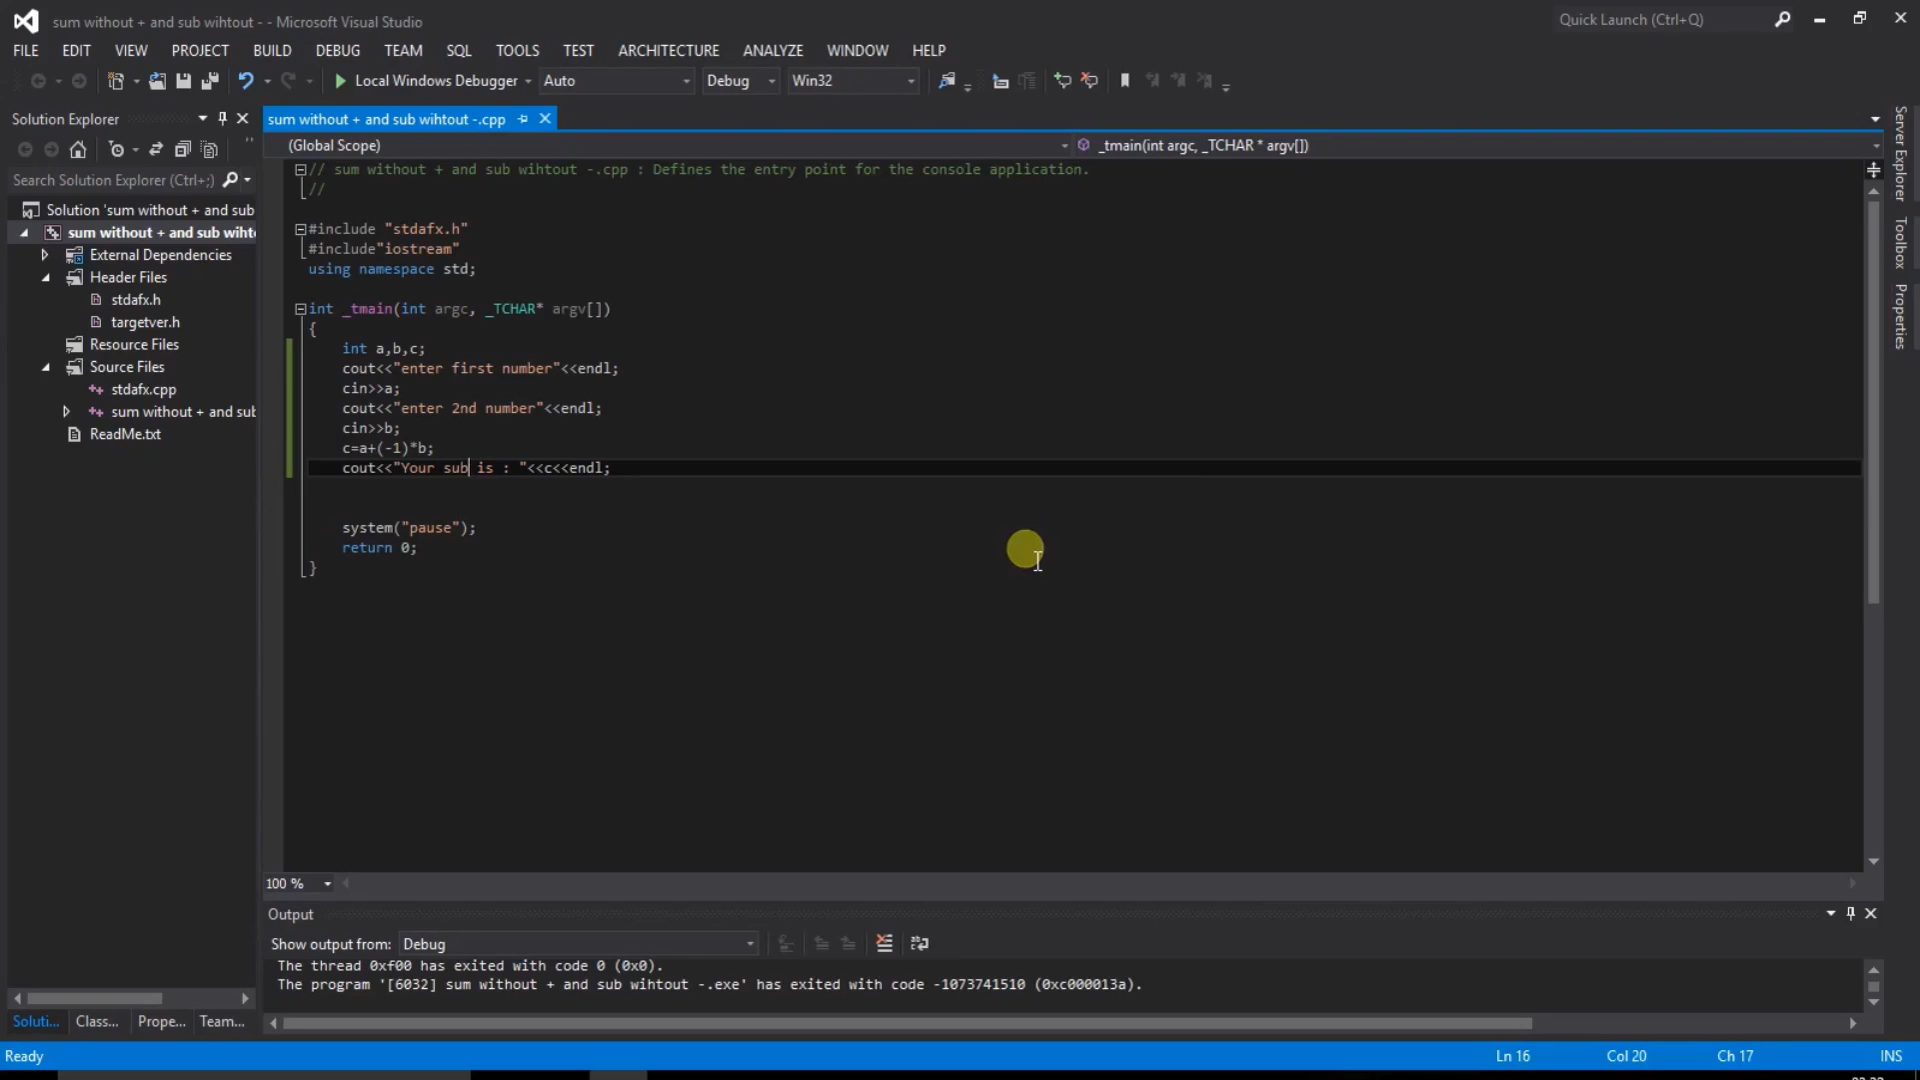 sum without + and sub wihtout - - Microsoft Visual Studio
Quick Launch (Ctrl+Q)
FILE EDIT VIEW PROJECT BUILD DEBUG TEAM SQL TOOLS TEST ARCHITECTURE ANALYZE WINDOW HELP
Local Windows Debugger Auto Debug Win32
Solution Explorer
Search Solution Explorer (Ctrl+;)
Solution 'sum without + and sub
sum without + and sub wihto
External Dependencies
Header Files
stdafx.h
targetver.h
Resource Files
Source Files
stdafx.cpp
sum without + and sub
ReadMe.txt
Soluti... Class... Prope... Team...
sum without + and sub wihtout -.cpp
(Global Scope)
_tmain(int argc, _TCHAR * argv[])
// sum without + and sub wihtout -.cpp : Defines the entry point for the console application.
//
#include "stdafx.h"
#include"iostream"
using namespace std;
int _tmain(int argc, _TCHAR* argv[])
{
int a,b,c;
cout<<"enter first number"<<endl;
cin>>a;
cout<<"enter 2nd number"<<endl;
cin>>b;
c=a+(-1)*b;
cout<<"Your sub is : "<<c<<endl;
system("pause");
return 0;
}
100 %
Output
Show output from: Debug
The thread 0xf00 has exited with code 0 (0x0).
The program '[6032] sum without + and sub wihtout -.exe' has exited with code -1073741510 (0xc000013a).
Server Explorer
Toolbox
Properties
Ready
Ln 16 Col 20 Ch 17 INS